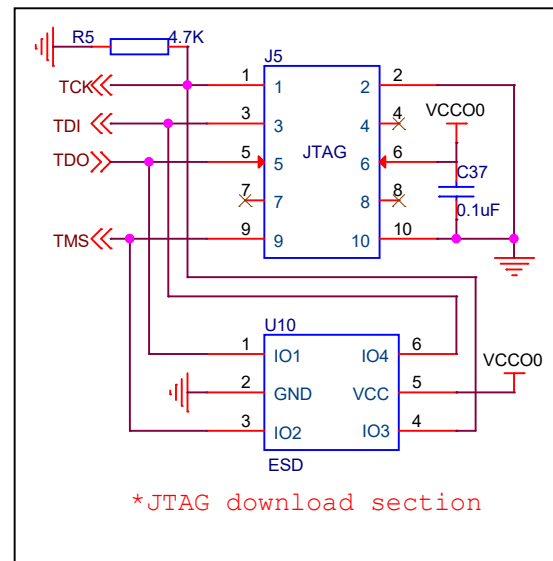 R5 4.7K
J5
TCK 1 1 2 2
VCCO0
TDI 3 3 4 4
TDO 5 5 JTAG 6 6
C37
7 7 8 8
0.1uF
TMS 9 9 10 10
U10
1 IO1 IO4 6
VCCO0
2 GND VCC 5
3 IO2 IO3 4
ESD
*JTAG download section